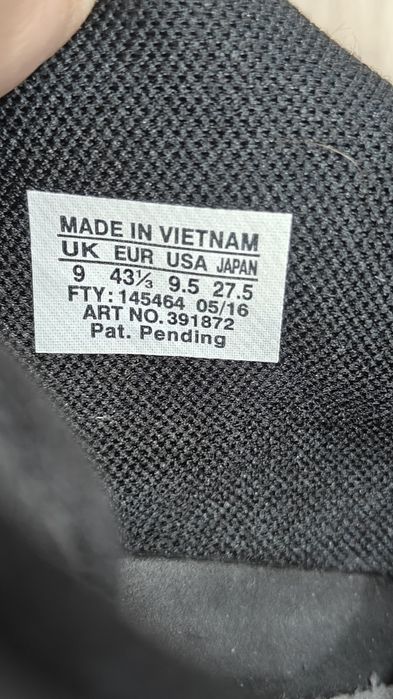 MADE IN VIETNAM
UK EUR USA JAPAN
9 43⅓ 9.5 27.5
FTY: 145464 05/16
ART NO. 391872
Pat. Pending